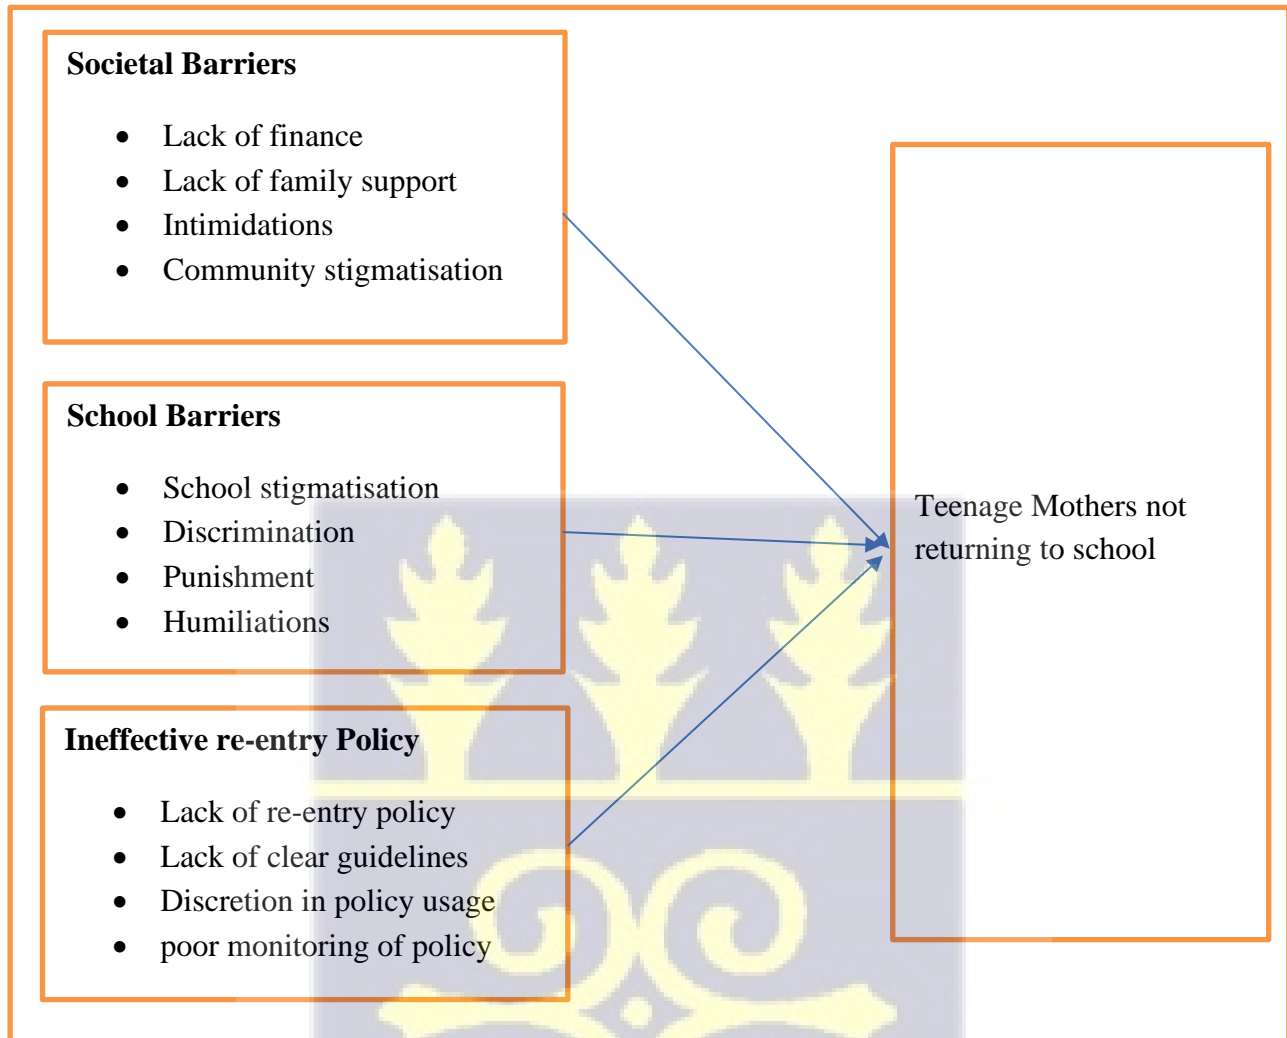 Societal Barriers
• Lack of finance
• Lack of family support
• Intimidations
• Community stigmatisation
School Barriers
• School stigmatisation
• Discrimination
• Punishment
• Humiliations
Ineffective re-entry Policy
• Lack of re-entry policy
• Lack of clear guidelines
• Discretion in policy usage
• poor monitoring of policy
Teenage Mothers not
returning to school